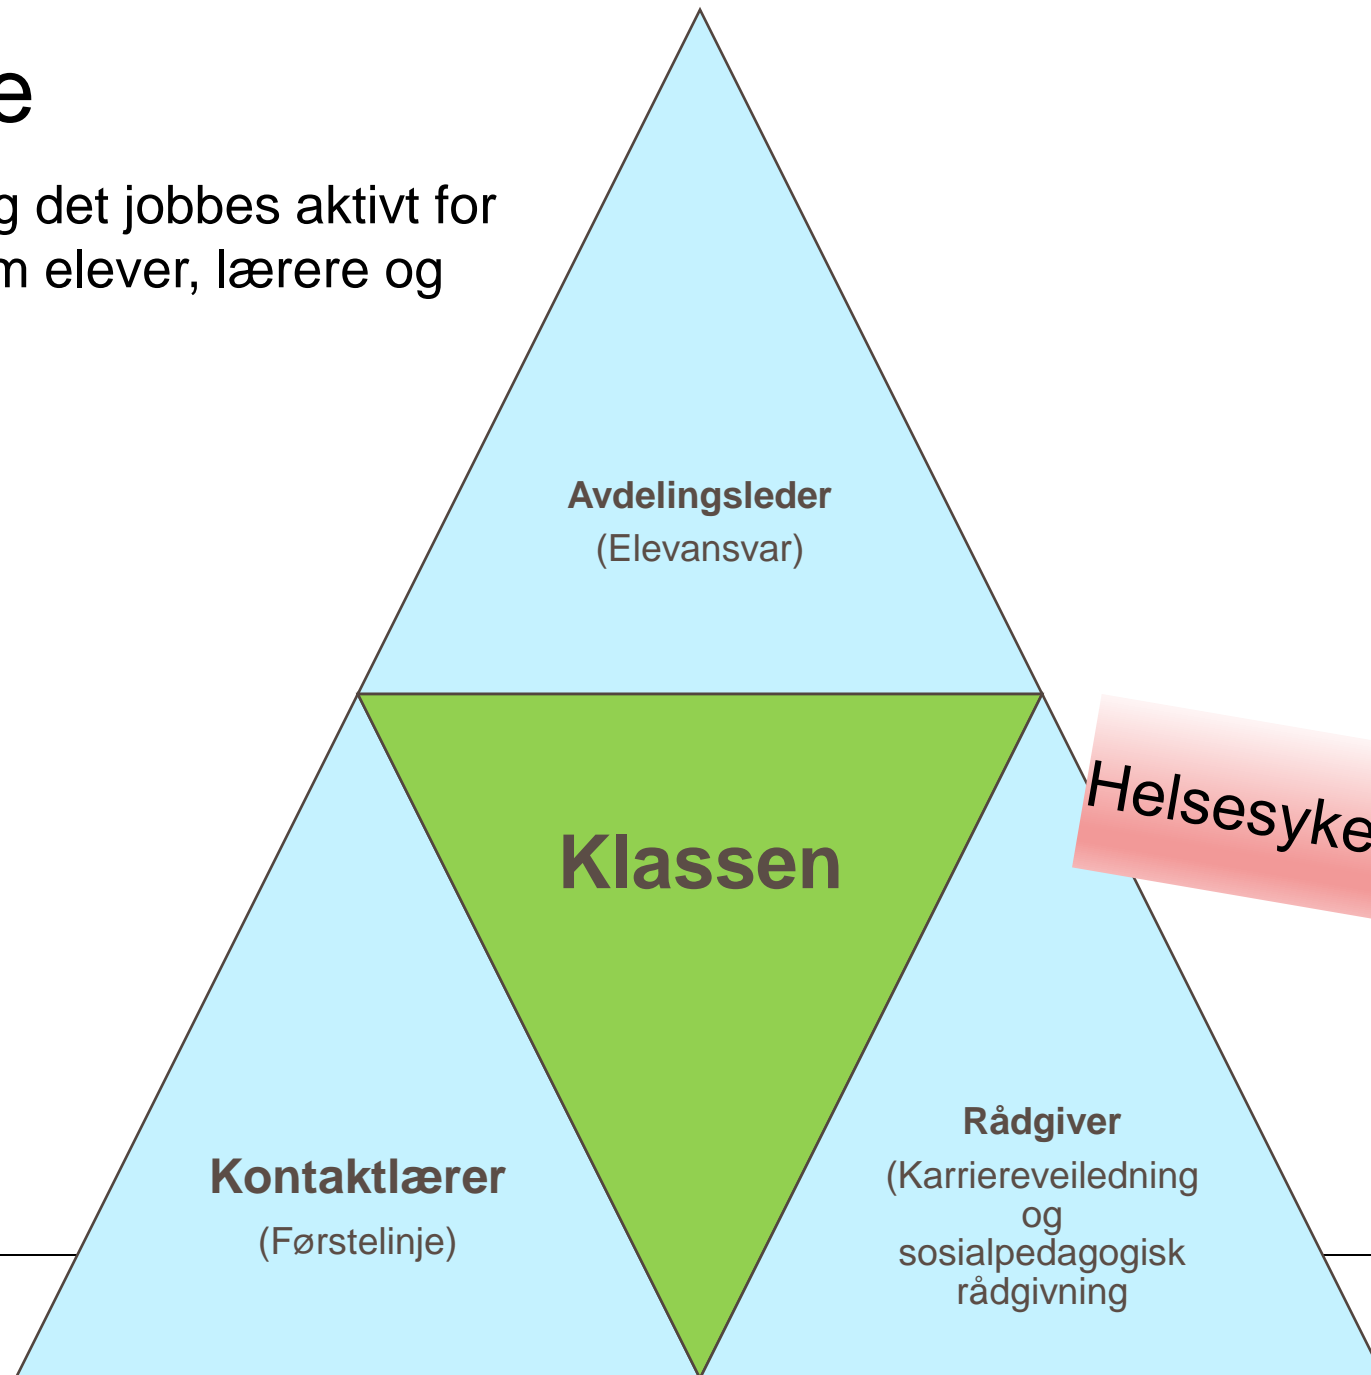 e
g det jobbes aktivt for
m elever, lærere og
Avdelingsleder
(Elevansvar)
Klassen
Helsesyke
Kontaktlærer
(Førstelinje)
Rådgiver
(Karriereveiledning
og
sosialpedagogisk
rådgivning